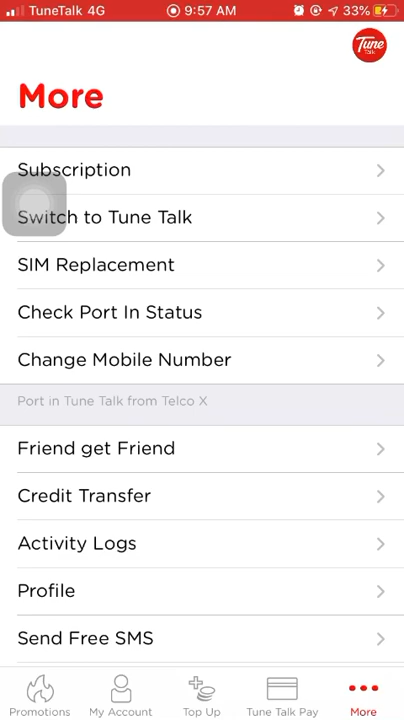 TuneTalk 4G 9:57 AM 33%
Tune
Talk
More
Subscription
Switch to Tune Talk
SIM Replacement
Check Port In Status
Change Mobile Number
Port in Tune Talk from Telco X
Friend get Friend
Credit Transfer
Activity Logs
Profile
Send Free SMS
Promotions My Account Top Up Tune Talk Pay More